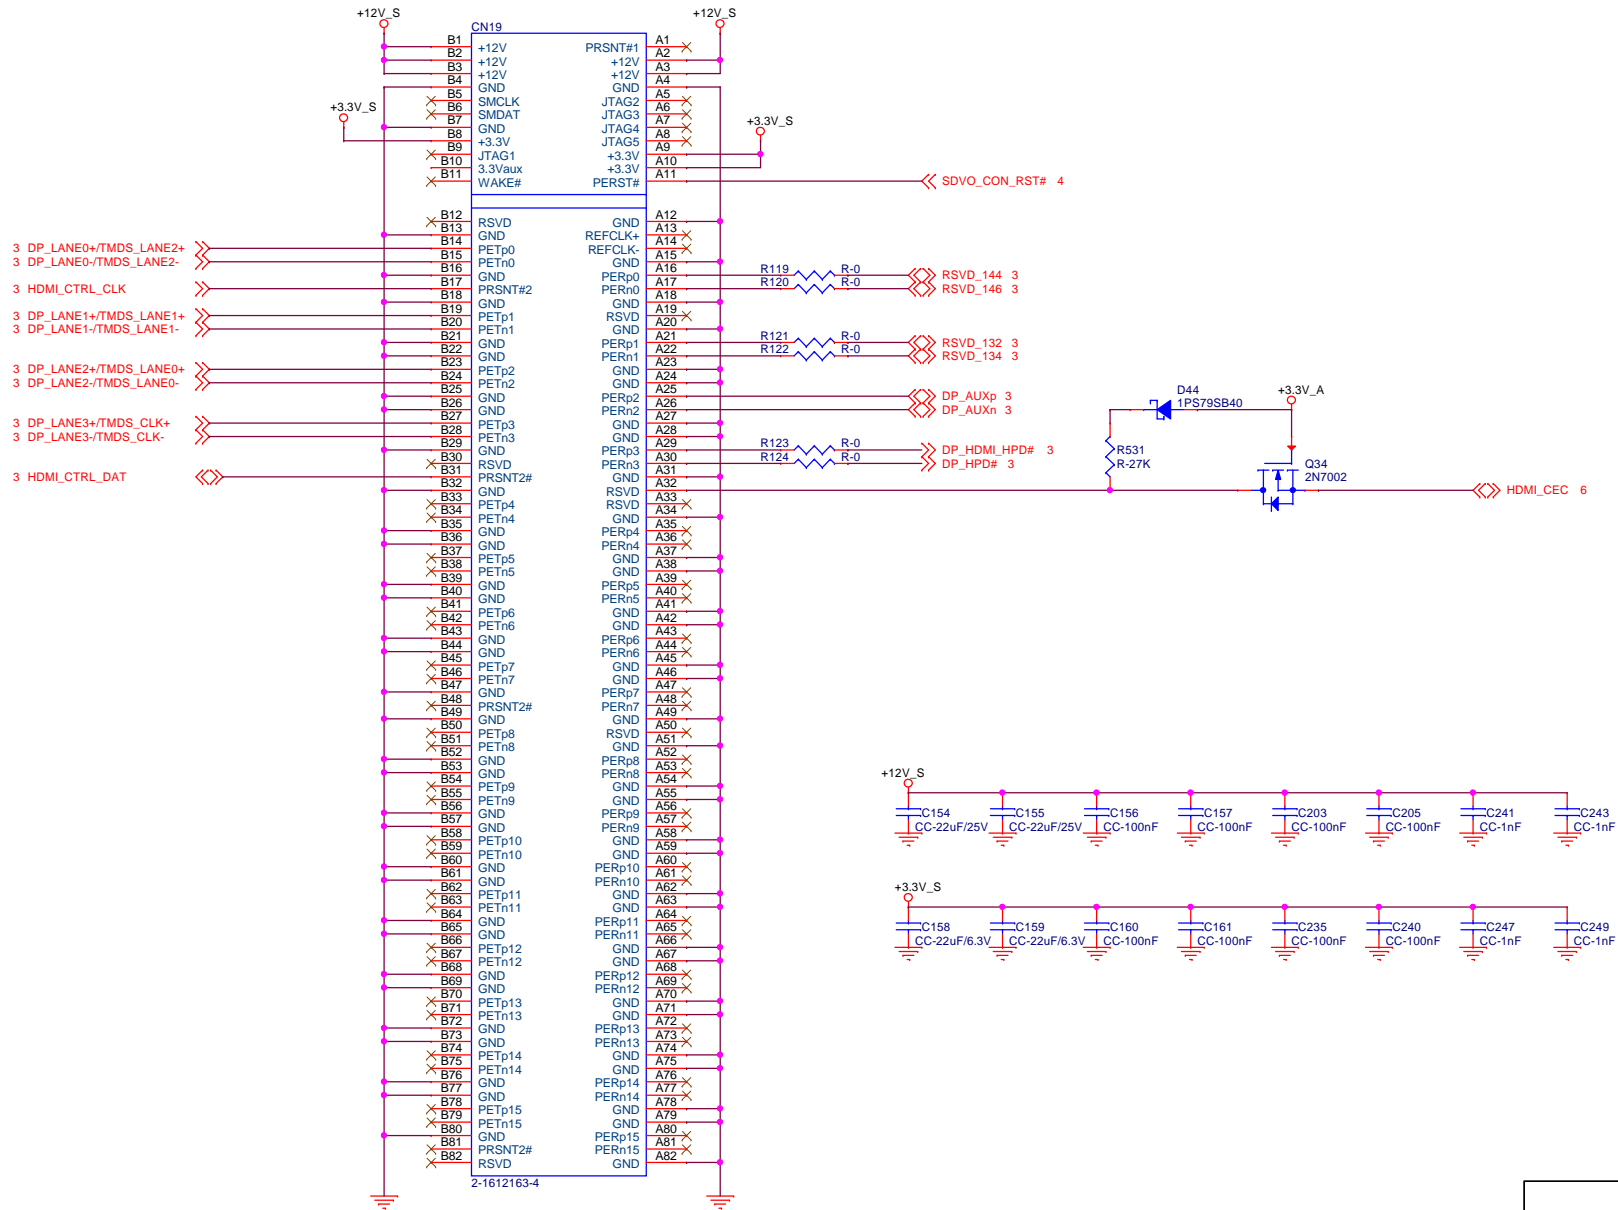 +12V_S
+12V_S
CN19
B1 +12V PRSNT#1 A1
B2 +12V +12V A2
B3 +12V +12V A3
B4 GND GND A4
B5 SMCLK JTAG2 A5
B6 SMDAT JTAG3 A6
B7 GND JTAG4 A7
B8 +3.3V JTAG5 A8
B9 JTAG1 +3.3V A9
B10 3.3Vaux +3.3V A10
B11 WAKE# PERST# A11
+3.3V_S
+3.3V_S
SDVO_CON_RST# 4
B12 RSVD GND A12
B13 GND REFCLK+ A13
3 DP_LANE0+/TMDS_LANE2+ B14 PETp0 REFCLK- A14
3 DP_LANE0-/TMDS_LANE2- B15 PETn0 GND A15
B16 GND PERp0 A16 R119 R-0 RSVD_144 3
3 HDMI_CTRL_CLK B17 PRSNT#2 PERn0 A17 R120 R-0 RSVD_146 3
B18 GND GND A18
3 DP_LANE1+/TMDS_LANE1+ B19 PETp1 RSVD A19
3 DP_LANE1-/TMDS_LANE1- B20 PETn1 GND A20
B21 GND PERp1 A21 R121 R-0 RSVD_132 3
B22 GND PERn1 A22 R122 R-0 RSVD_134 3
3 DP_LANE2+/TMDS_LANE0+ B23 PETp2 GND A23
3 DP_LANE2-/TMDS_LANE0- B24 PETn2 GND A24
B25 GND PERp2 A25 DP_AUXp 3
B26 GND PERn2 A26 DP_AUXn 3
3 DP_LANE3+/TMDS_CLK+ B27 PETp3 GND A27
3 DP_LANE3-/TMDS_CLK- B28 PETn3 GND A28
B29 GND PERp3 A29 R123 R-0 DP_HDMI_HPD# 3
B30 RSVD PERn3 A30 R124 R-0 DP_HPD# 3
3 HDMI_CTRL_DAT B31 PRSNT2# GND A31
B32 GND RSVD A32 HDMI_CEC 6
D44
1PS79SB40
+3.3V_A
R531
R-27K
Q34
2N7002
B33 PETp4 RSVD A33
B34 PETn4 GND A34
B35 GND PERp4 A35
B36 GND PERn4 A36
B37 PETp5 GND A37
B38 PETn5 GND A38
B39 GND PERp5 A39
B40 GND PERn5 A40
B41 PETp6 GND A41
B42 PETn6 GND A42
B43 GND PERp6 A43
B44 GND PERn6 A44
B45 PETp7 GND A45
B46 PETn7 GND A46
B47 GND PERp7 A47
B48 PRSNT2# PERn7 A48
B49 GND GND A49
B50 PETp8 RSVD A50
B51 PETn8 GND A51
B52 GND PERp8 A52
B53 GND PERn8 A53
B54 PETp9 GND A54
B55 PETn9 GND A55
B56 GND PERp9 A56
B57 GND PERn9 A57
B58 PETp10 GND A58
B59 PETn10 GND A59
B60 GND PERp10 A60
B61 GND PERn10 A61
B62 PETp11 GND A62
B63 PETn11 GND A63
B64 GND PERp11 A64
B65 GND PERn11 A65
B66 PETp12 GND A66
B67 PETn12 GND A67
B68 GND PERp12 A68
B69 GND PERn12 A69
B70 PETp13 GND A70
B71 PETn13 GND A71
B72 GND PERp13 A72
B73 GND PERn13 A73
B74 PETp14 GND A74
B75 PETn14 GND A75
B76 GND PERp14 A76
B77 GND PERn14 A77
B78 PETp15 GND A78
B79 PETn15 GND A79
B80 GND PERp15 A80
B81 PRSNT2# PERn15 A81
B82 RSVD GND A82
2-1612163-4
+12V_S
C154 C155 C156 C157 C203 C205 C241 C243
CC-22uF/25V CC-22uF/25V CC-100nF CC-100nF CC-100nF CC-100nF CC-1nF CC-1nF
+3.3V_S
C158 C159 C160 C161 C235 C240 C247 C249
CC-22uF/6.3V CC-22uF/6.3V CC-100nF CC-100nF CC-100nF CC-100nF CC-1nF CC-1nF